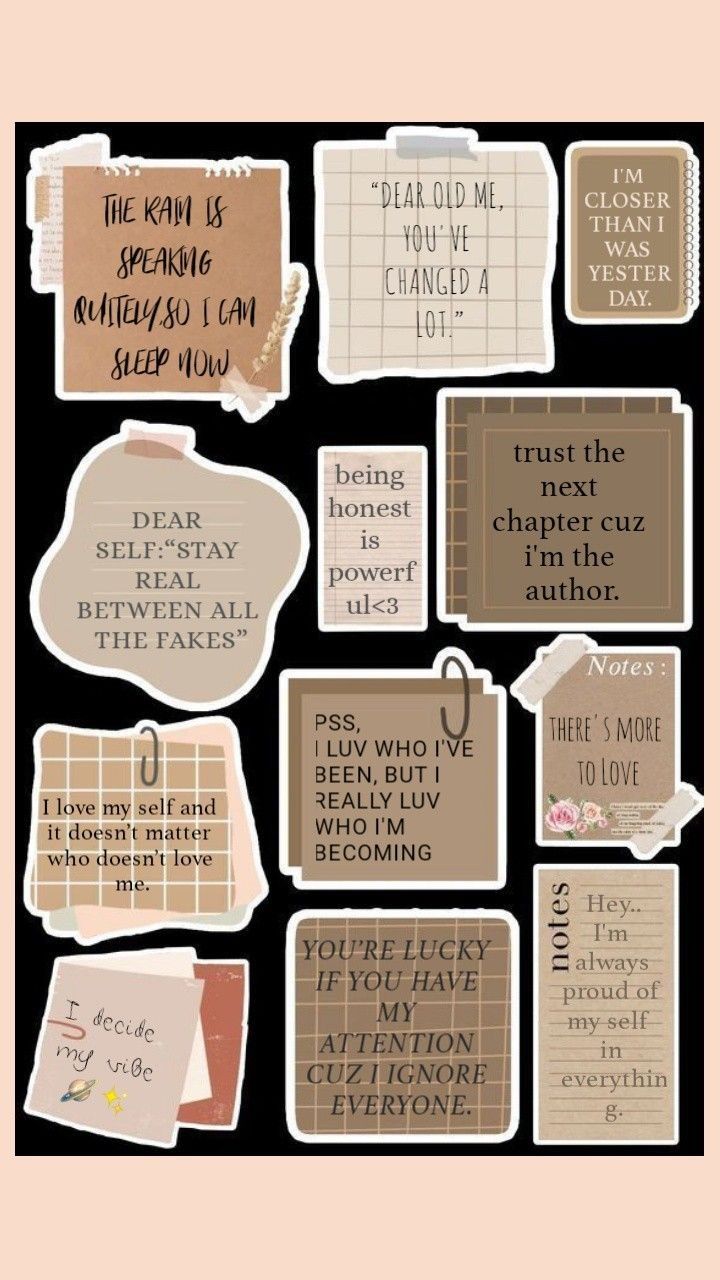 THE RAIN IS
SPEAKING
QUITELY,SO I CAN
SLEEP NOW
“DEAR OLD ME,
YOU'VE
CHANGED A
LOT.”
I'M
CLOSER
THAN I
WAS
YESTER
DAY.
DEAR
SELF:“STAY
REAL
BETWEEN ALL
THE FAKES”
being
honest
is
powerf
ul<3
trust the
next
chapter cuz
i'm the
author.
I love my self and
it doesn’t matter
who doesn’t love
me.
PSS,
I LUV WHO I'VE
BEEN, BUT I
REALLY LUV
WHO I'M
BECOMING
Notes :
THERE'S MORE
TO LOVE
I decide
my vibe
🪐✨
YOU’RE LUCKY
IF YOU HAVE
MY
ATTENTION
CUZ I IGNORE
EVERYONE.
notes
Hey..
I'm
always
proud of
my self
in
everythin
g.